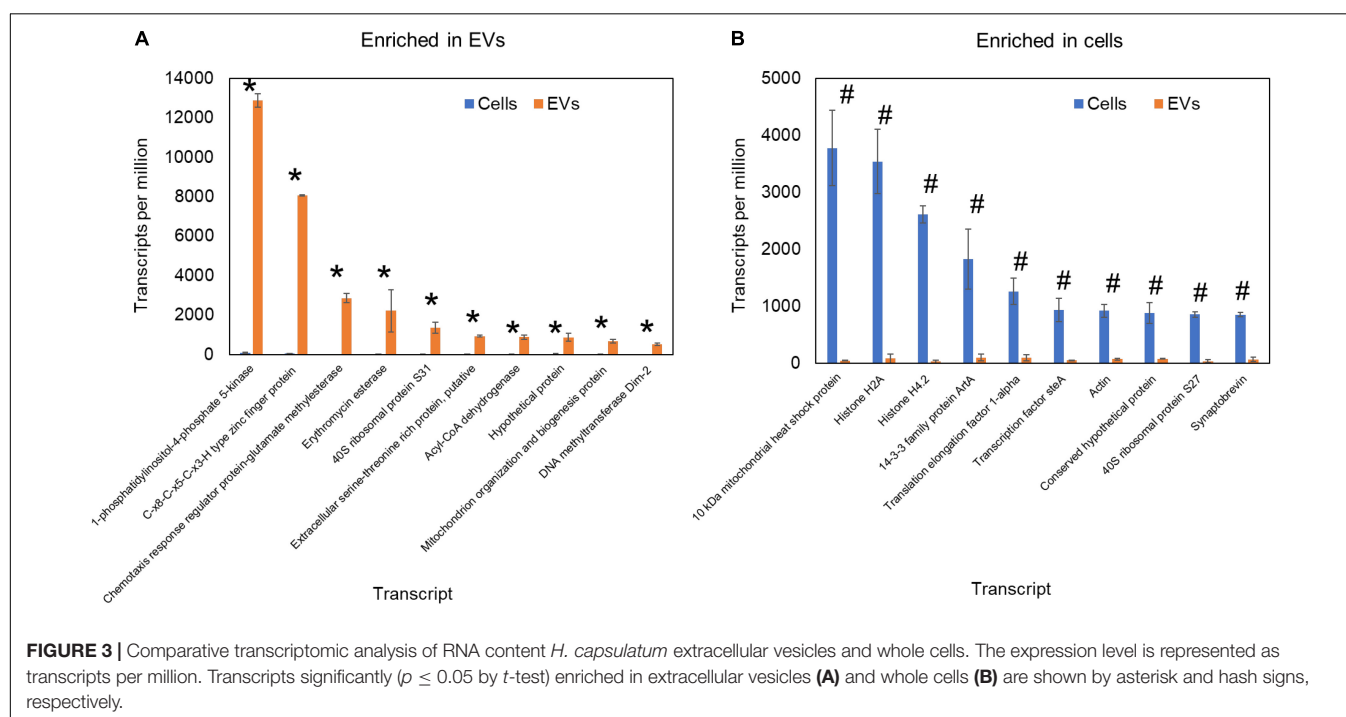 A
Enriched in EVs
14000
12000
10000
8000
6000
4000
2000
0
Transcripts per million
Cells
EVs
*
*
*
*
*
*
*
*
*
*
1-phosphatidylinositol-4-phosphate 5-kinase
C-x8-C-x5-C-x3-H type zinc finger protein
Chemotaxis response regulator protein-glutamate methylesterase
Erythromycin esterase
40S ribosomal protein S31
Extracellular serine-threonine rich protein, putative
Acyl-CoA dehydrogenase
Hypothetical protein
Mitochondrion organization and biogenesis protein
DNA methyltransferase Dim-2
Transcript
B
Enriched in cells
5000
4000
3000
2000
1000
0
Transcripts per million
Cells
EVs
#
#
#
#
#
#
#
#
#
#
10 kDa mitochondrial heat shock protein
Histone H2A
Histone H4.2
14-3-3 family protein ArtA
Translation elongation factor 1-alpha
Transcription factor steA
Actin
Conserved hypothetical protein
40S ribosomal protein S27
Synaptobrevin
Transcript
FIGURE 3 | Comparative transcriptomic analysis of RNA content H. capsulatum extracellular vesicles and whole cells. The expression level is represented as
transcripts per million. Transcripts significantly (p ≤ 0.05 by t-test) enriched in extracellular vesicles (A) and whole cells (B) are shown by asterisk and hash signs,
respectively.